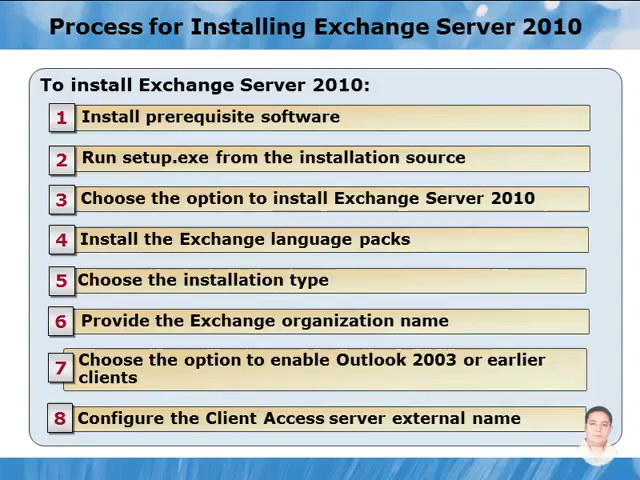 Process for Installing Exchange Server 2010
To install Exchange Server 2010:
1 Install prerequisite software
2 Run setup.exe from the installation source
3 Choose the option to install Exchange Server 2010
4 Install the Exchange language packs
5 Choose the installation type
6 Provide the Exchange organization name
7 Choose the option to enable Outlook 2003 or earlier
clients
8 Configure the Client Access server external name